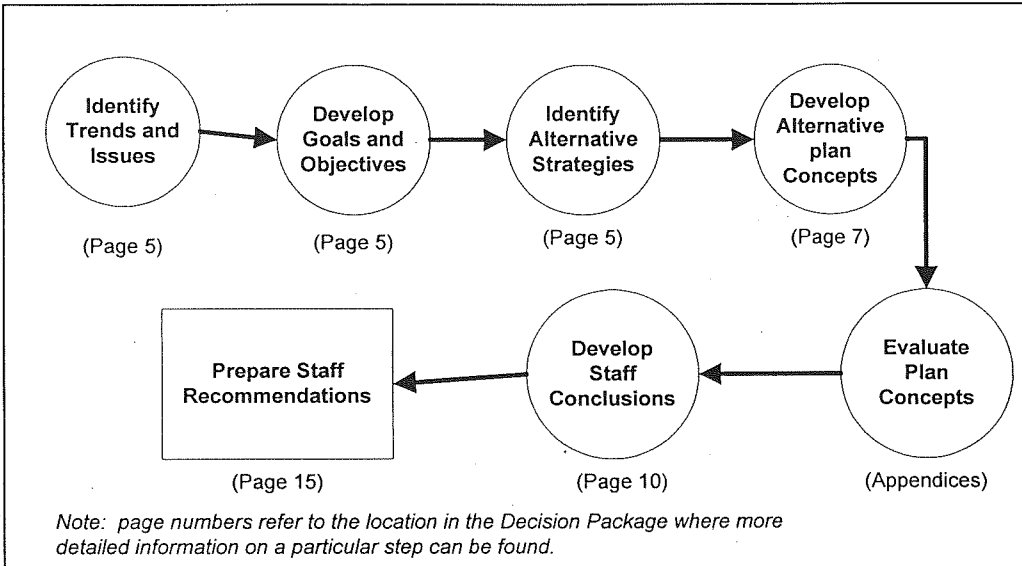 Identify
Trends and
Issues
(Page 5)
Develop
Goals and
Objectives
(Page 5)
Identify
Alternative
Strategies
(Page 5)
Develop
Alternative
plan
Concepts
(Page 7)
Evaluate
Plan
Concepts
(Appendices)
Develop
Staff
Conclusions
(Page 10)
Prepare Staff
Recommendations
(Page 15)
Note: page numbers refer to the location in the Decision Package where more
detailed information on a particular step can be found.